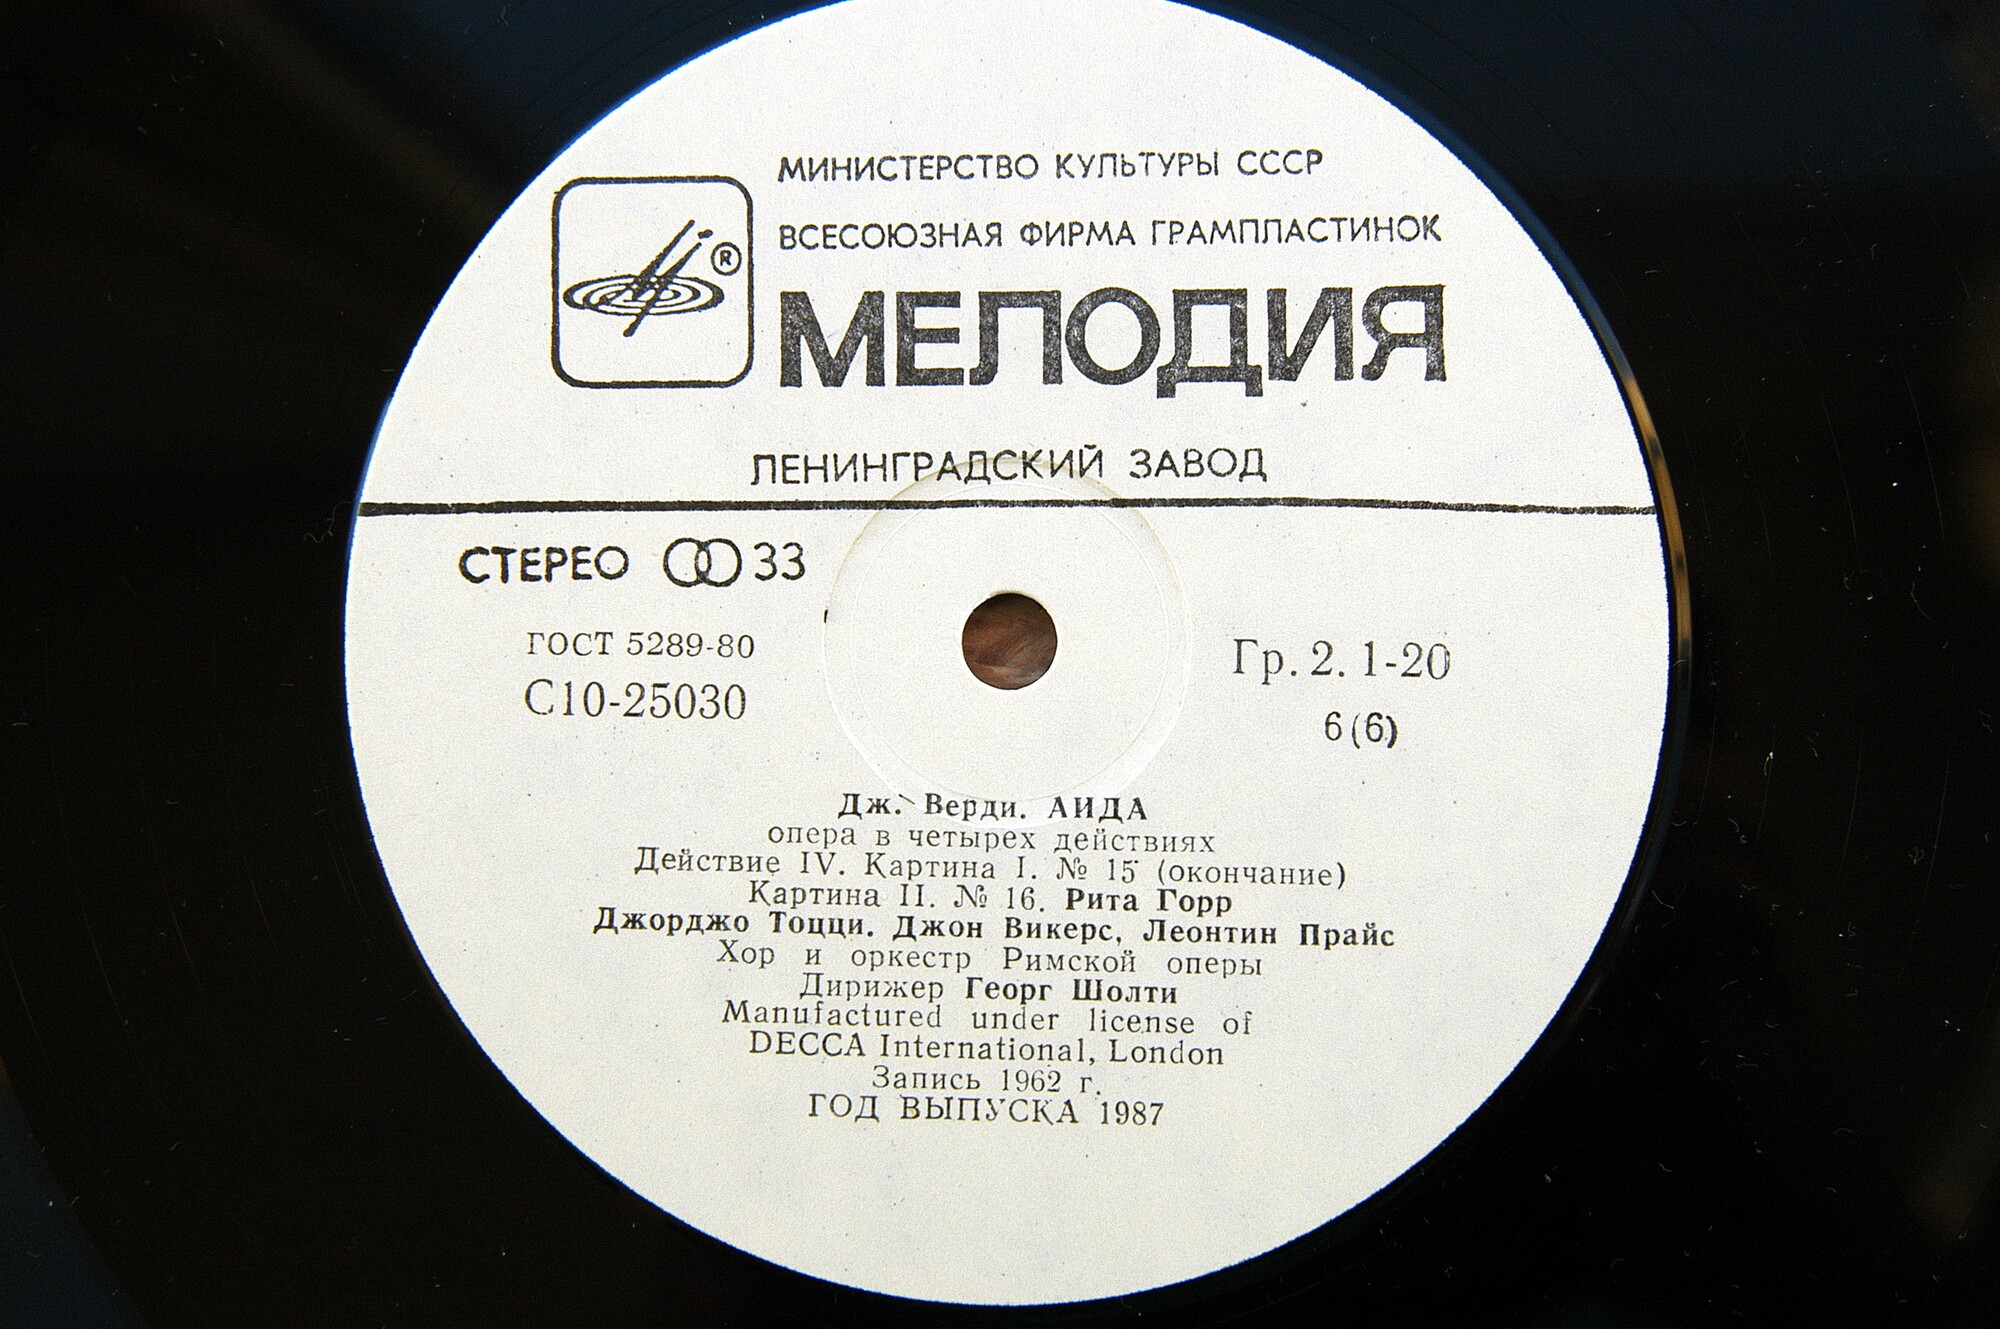 МИНИСТЕРСТВО КУЛЬТУРЫ СССР
ВСЕСОЮЗНАЯ ФИРМА ГРАМПЛАСТИНОК
®
МЕЛОДИЯ
ЛЕНИНГРАДСКИЙ ЗАВОД
СТЕРЕО 33
ГОСТ 5289-80
С10-25030
Гр. 2. 1-20
6(6)
Дж. Верди. АИДА
опера в четырех действиях
Действие IV. Картина I. № 15 (окончание)
Картина II. № 16. Рита Горр
Джорджо Тоцци. Джон Викерс, Леонтин Прайс
Хор и оркестр Римской оперы
Дирижер Георг Шолти
Manufactured under license of
DECCA International, London
Запись 1962 г.
ГОД ВЫПУСКА 1987